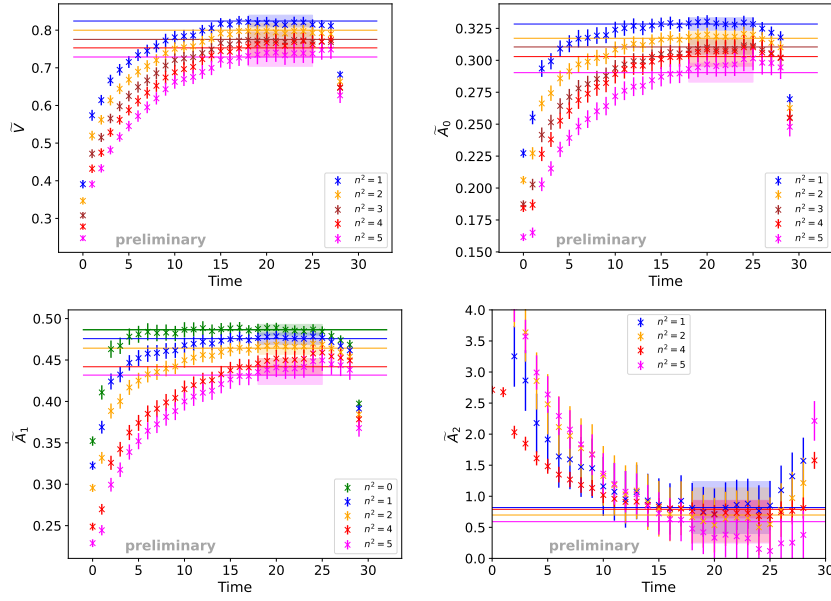 0.8
0.7
0.6
0.5
0.4
0.3
Ṽ
n² = 1
n² = 2
n² = 3
n² = 4
n² = 5
preliminary
0 5 10 15 20 25 30
Time
0.325
0.300
0.275
0.250
0.225
0.200
0.175
0.150
Ã₀
n² = 1
n² = 2
n² = 3
n² = 4
n² = 5
preliminary
0 5 10 15 20 25 30
Time
0.50
0.45
0.40
0.35
0.30
0.25
Ã₁
n² = 0
n² = 1
n² = 2
n² = 4
n² = 5
preliminary
0 5 10 15 20 25 30
Time
4.0
3.5
3.0
2.5
2.0
1.5
1.0
0.5
0.0
Ã₂
n² = 1
n² = 2
n² = 4
n² = 5
preliminary
0 5 10 15 20 25 30
Time